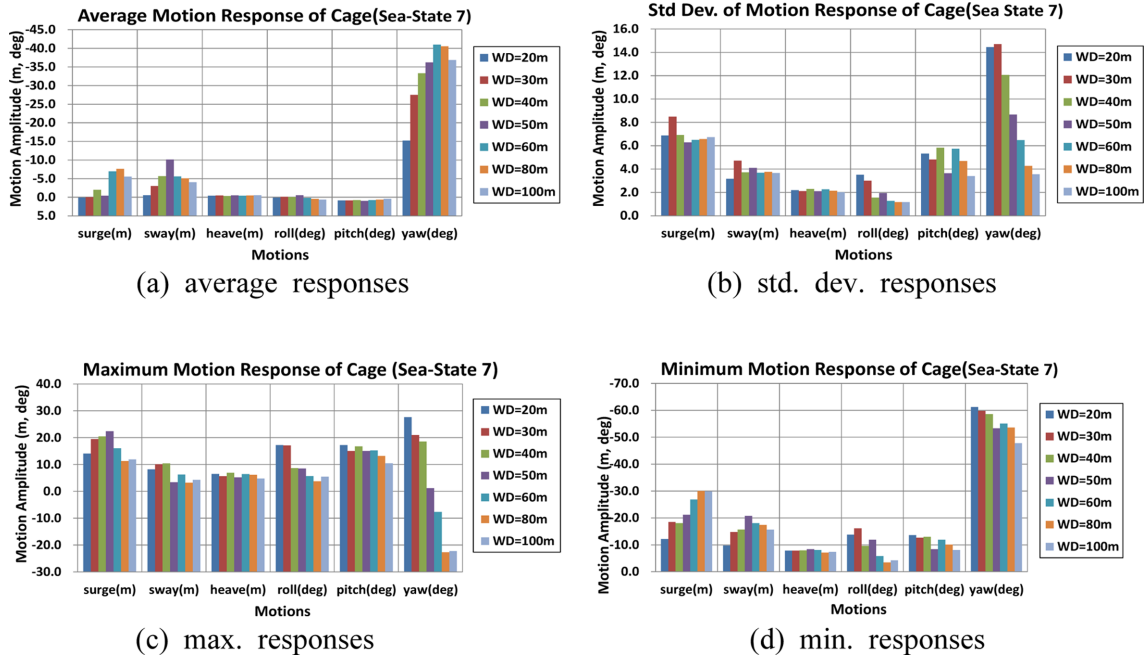 Average Motion Response of Cage(Sea-State 7)
Motion Amplitude (m, deg)
-45.0
-40.0
-35.0
-30.0
-25.0
-20.0
-15.0
-10.0
-5.0
0.0
5.0
surge(m) sway(m) heave(m) roll(deg) pitch(deg) yaw(deg)
Motions
WD=20m
WD=30m
WD=40m
WD=50m
WD=60m
WD=80m
WD=100m
(a) average responses
Std Dev. of Motion Response of Cage(Sea State 7)
Motion Amplitude (m, deg)
16.0
14.0
12.0
10.0
8.0
6.0
4.0
2.0
0.0
surge(m) sway(m) heave(m) roll(deg) pitch(deg) yaw(deg)
Motions
WD=20m
WD=30m
WD=40m
WD=50m
WD=60m
WD=80m
WD=100m
(b) std. dev. responses
Maximum Motion Response of Cage (Sea-State 7)
Motion Amplitude (m, deg)
40.0
30.0
20.0
10.0
0.0
-10.0
-20.0
-30.0
surge(m) sway(m) heave(m) roll(deg) pitch(deg) yaw(deg)
Motions
WD=20m
WD=30m
WD=40m
WD=50m
WD=60m
WD=80m
WD=100m
(c) max. responses
Minimum Motion Response of Cage(Sea-State 7)
Motion Amplitude (m, deg)
-70.0
-60.0
-50.0
-40.0
-30.0
-20.0
-10.0
0.0
surge(m) sway(m) heave(m) roll(deg) pitch(deg) yaw(deg)
Motions
WD=20m
WD=30m
WD=40m
WD=50m
WD=60m
WD=80m
WD=100m
(d) min. responses